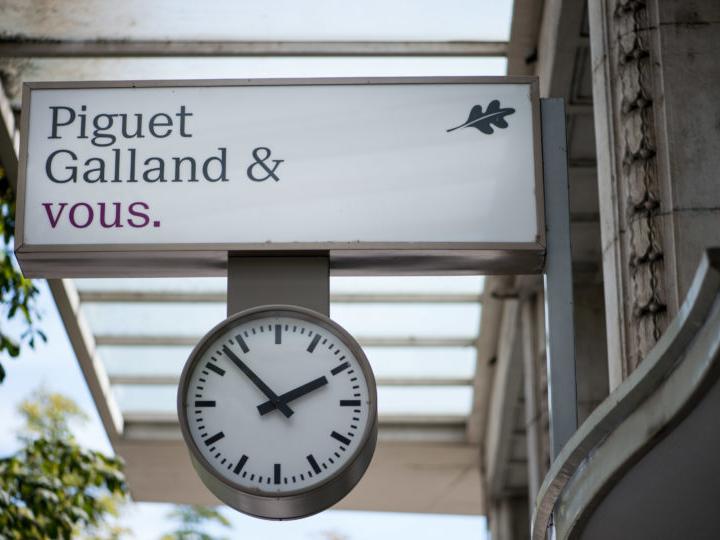 Piguet
Galland &
vous.